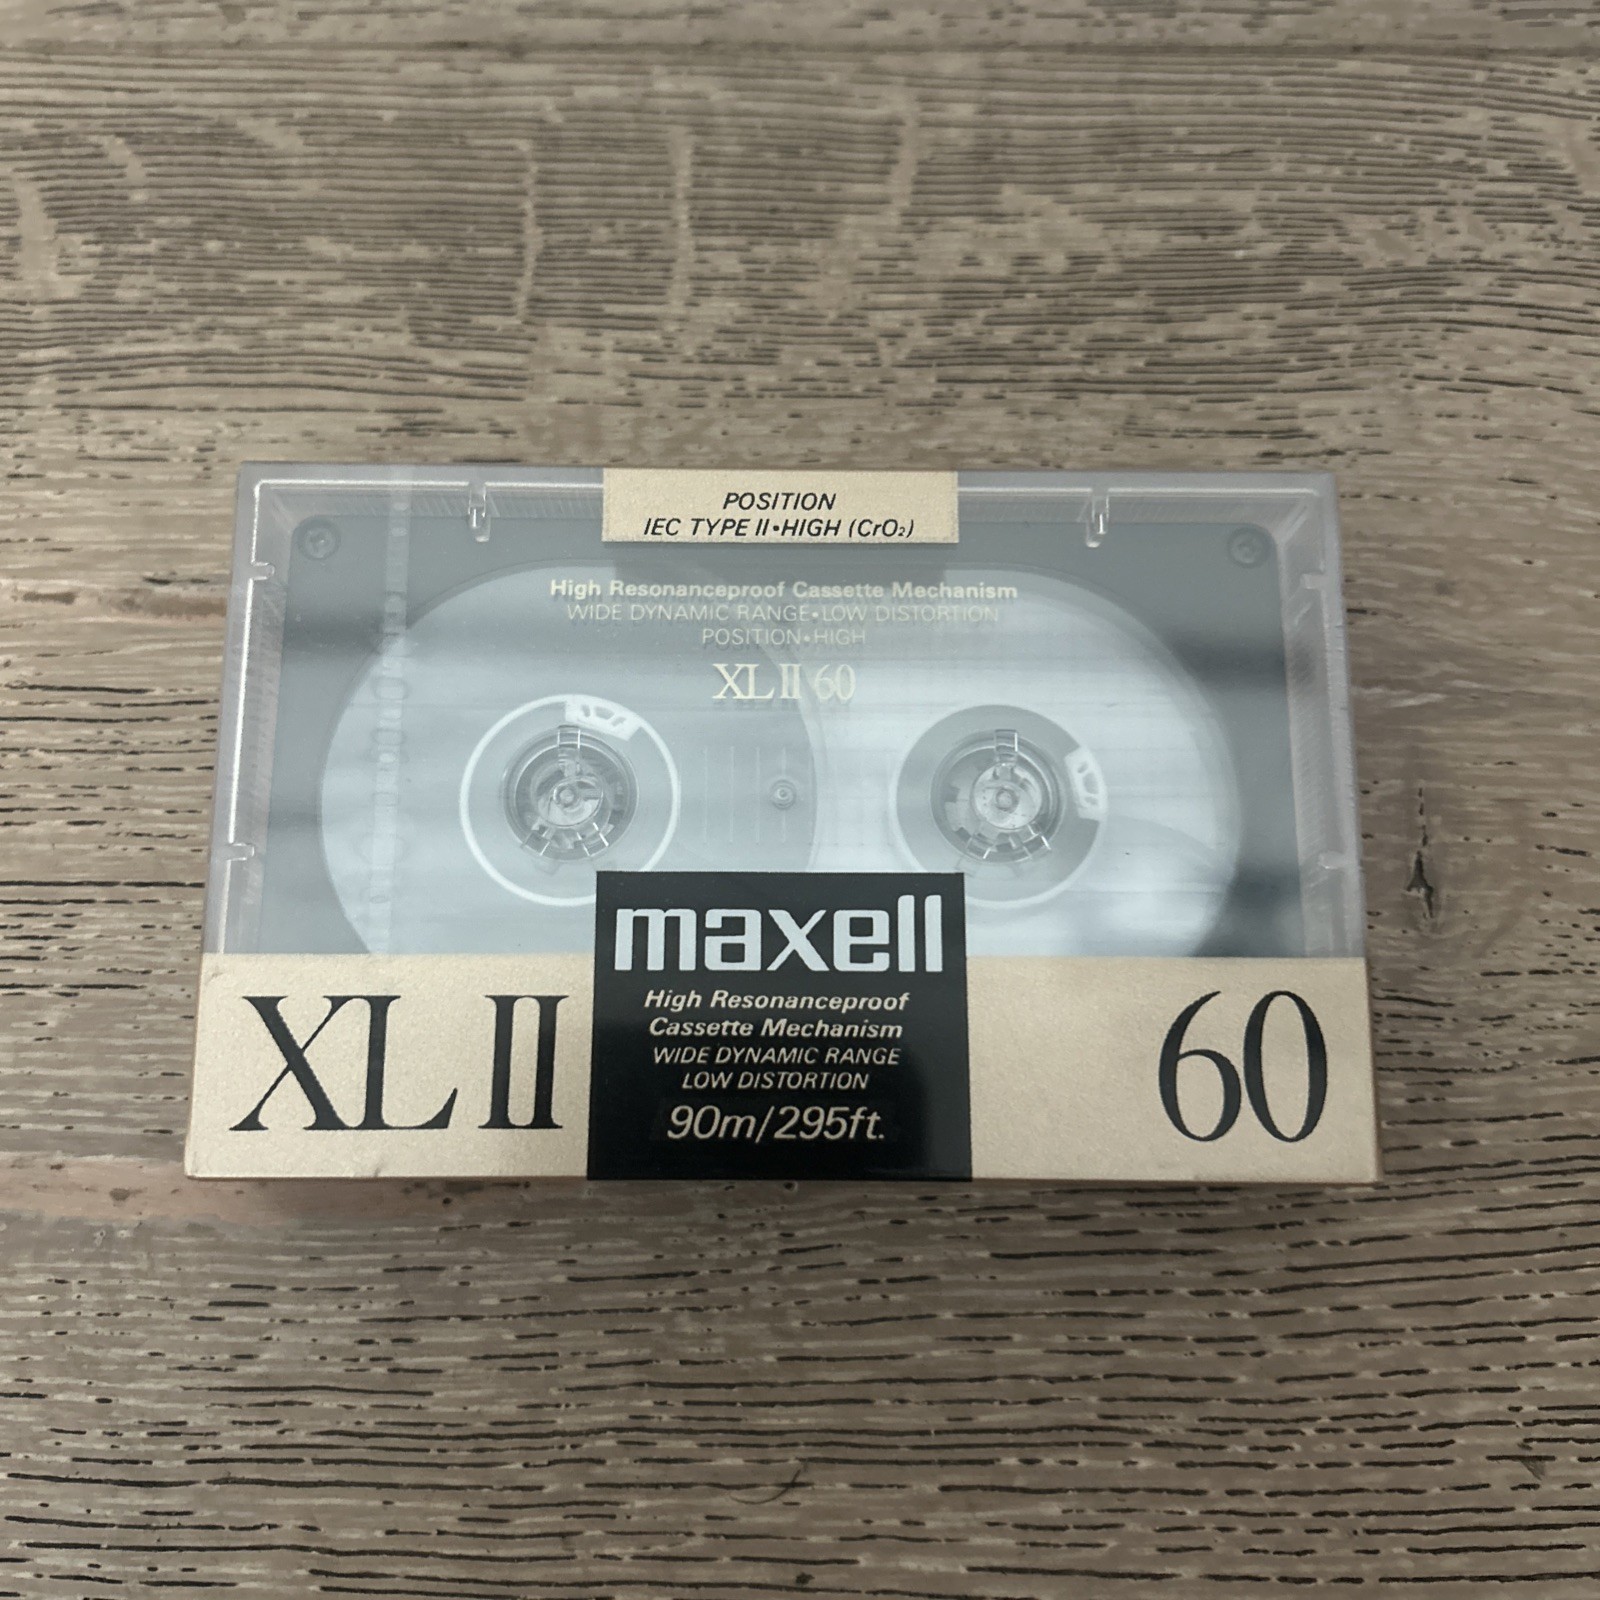 POSITION
IEC TYPE II•HIGH (CrO₂)
High Resonanceproof Cassette Mechanism
WIDE DYNAMIC RANGE•LOW DISTORTION
POSITION•HIGH
XL II 60
maxell
High Resonanceproof
Cassette Mechanism
WIDE DYNAMIC RANGE
LOW DISTORTION
90m/295ft.
XL II
60